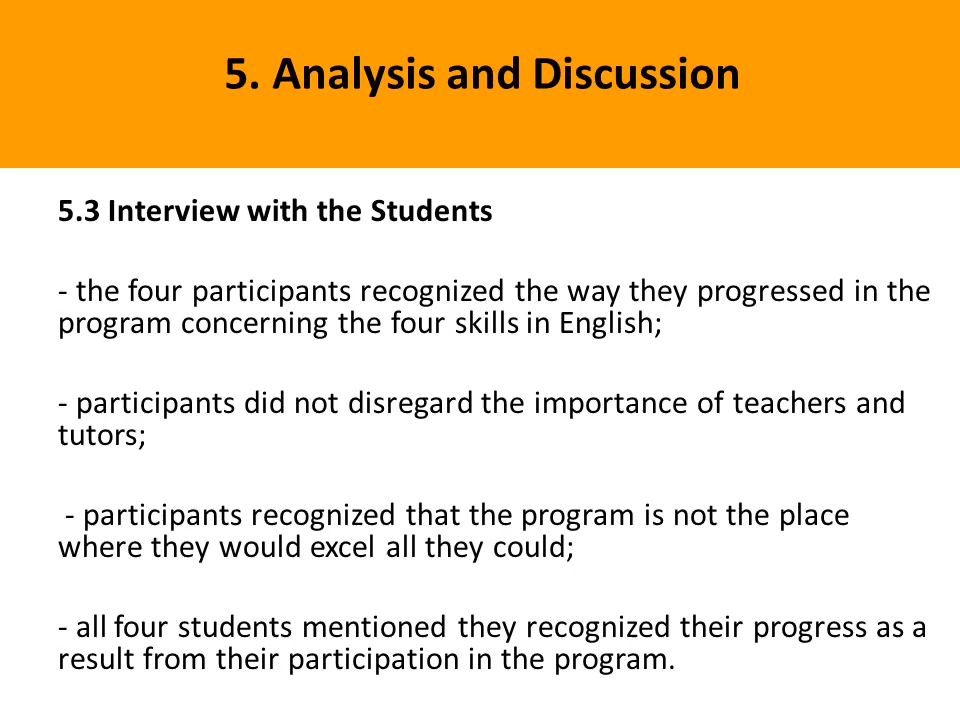 5. Analysis and Discussion
5.3 Interview with the Students
- the four participants recognized the way they progressed in the
program concerning the four skills in English;
- participants did not disregard the importance of teachers and
tutors;
- participants recognized that the program is not the place
where they would excel all they could;
- all four students mentioned they recognized their progress as a
result from their participation in the program.